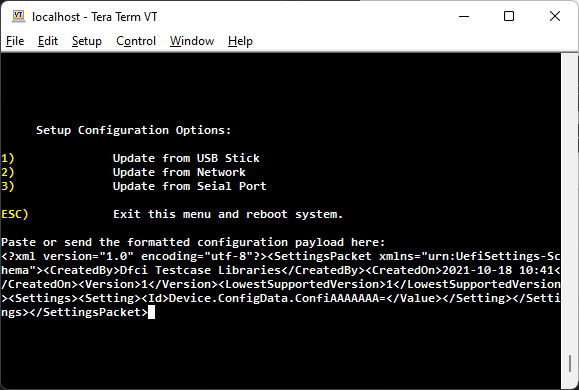 VT localhost - Tera Term VT
File Edit Setup Control Window Help
Setup Configuration Options:
1) Update from USB Stick
2) Update from Network
3) Update from Seial Port
ESC) Exit this menu and reboot system.
Paste or send the formatted configuration payload here:
<?xml version="1.0" encoding="utf-8"?><SettingsPacket xmlns="urn:UefiSettings-Sc
hema"><CreatedBy>Dfci Testcase Libraries</CreatedBy><CreatedOn>2021-10-18 10:41<
/CreatedOn><Version>1</Version><LowestSupportedVersion>1</LowestSupportedVersion
><Settings><Setting><Id>Device.ConfigData.ConfiAAAAAAA=</Value></Setting></Setti
ngs></SettingsPacket>